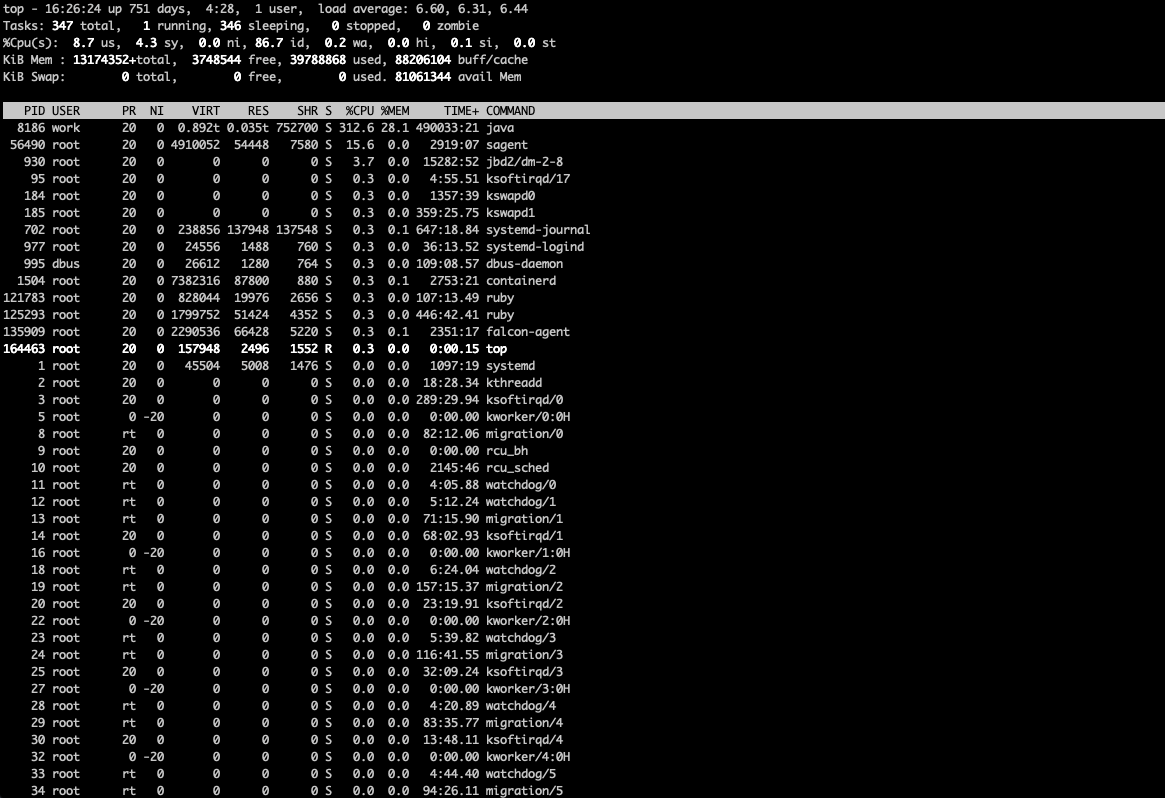 top - 16:26:24 up 751 days,  4:28,  1 user,  load average: 6.60, 6.31, 6.44
Tasks: 347 total,   1 running, 346 sleeping,   0 stopped,   0 zombie
%Cpu(s):  8.7 us,  4.3 sy,  0.0 ni, 86.7 id,  0.2 wa,  0.0 hi,  0.1 si,  0.0 st
KiB Mem : 13174352+total,  3748544 free, 39788868 used, 88206104 buff/cache
KiB Swap:        0 total,        0 free,        0 used. 81061344 avail Mem
PID USER      PR  NI    VIRT    RES    SHR S  %CPU %MEM     TIME+ COMMAND
8186 work      20   0  0.892t 0.035t 752700 S 312.6 28.1 490033:21 java
56490 root      20   0 4910052  54448   7580 S  15.6  0.0   2919:07 sagent
930 root      20   0       0      0      0 S   3.7  0.0  15282:52 jbd2/dm-2-8
95 root      20   0       0      0      0 S   0.3  0.0   4:55.51 ksoftirqd/17
184 root      20   0       0      0      0 S   0.3  0.0   1357:39 kswapd0
185 root      20   0       0      0      0 S   0.3  0.0 359:25.75 kswapd1
702 root      20   0  238856 137948 137548 S   0.3  0.1 647:18.84 systemd-journal
977 root      20   0   24556   1488    760 S   0.3  0.0  36:13.52 systemd-logind
995 dbus      20   0   26612   1280    764 S   0.3  0.0 109:08.57 dbus-daemon
1504 root      20   0 7382316  87800    880 S   0.3  0.1   2753:21 containerd
121783 root      20   0  828044  19976   2656 S   0.3  0.0 107:13.49 ruby
125293 root      20   0 1799752  51424   4352 S   0.3  0.0 446:42.41 ruby
135909 root      20   0 2290536  66428   5220 S   0.3  0.1   2351:17 falcon-agent
164463 root      20   0  157948   2496   1552 R   0.3  0.0   0:00.15 top
1 root      20   0   45504   5008   1476 S   0.0  0.0   1097:19 systemd
2 root      20   0       0      0      0 S   0.0  0.0  18:28.34 kthreadd
3 root      20   0       0      0      0 S   0.0  0.0 289:29.94 ksoftirqd/0
5 root       0 -20       0      0      0 S   0.0  0.0   0:00.00 kworker/0:0H
8 root      rt   0       0      0      0 S   0.0  0.0  82:12.06 migration/0
9 root      20   0       0      0      0 S   0.0  0.0   0:00.00 rcu_bh
10 root      20   0       0      0      0 S   0.0  0.0   2145:46 rcu_sched
11 root      rt   0       0      0      0 S   0.0  0.0   4:05.88 watchdog/0
12 root      rt   0       0      0      0 S   0.0  0.0   5:12.24 watchdog/1
13 root      rt   0       0      0      0 S   0.0  0.0  71:15.90 migration/1
14 root      20   0       0      0      0 S   0.0  0.0  68:02.93 ksoftirqd/1
16 root       0 -20       0      0      0 S   0.0  0.0   0:00.00 kworker/1:0H
18 root      rt   0       0      0      0 S   0.0  0.0   6:24.04 watchdog/2
19 root      rt   0       0      0      0 S   0.0  0.0 157:15.37 migration/2
20 root      20   0       0      0      0 S   0.0  0.0  23:19.91 ksoftirqd/2
22 root       0 -20       0      0      0 S   0.0  0.0   0:00.00 kworker/2:0H
23 root      rt   0       0      0      0 S   0.0  0.0   5:39.82 watchdog/3
24 root      rt   0       0      0      0 S   0.0  0.0 116:41.55 migration/3
25 root      20   0       0      0      0 S   0.0  0.0  32:09.24 ksoftirqd/3
27 root       0 -20       0      0      0 S   0.0  0.0   0:00.00 kworker/3:0H
28 root      rt   0       0      0      0 S   0.0  0.0   4:20.89 watchdog/4
29 root      rt   0       0      0      0 S   0.0  0.0  83:35.77 migration/4
30 root      20   0       0      0      0 S   0.0  0.0  13:48.11 ksoftirqd/4
32 root       0 -20       0      0      0 S   0.0  0.0   0:00.00 kworker/4:0H
33 root      rt   0       0      0      0 S   0.0  0.0   4:44.40 watchdog/5
34 root      rt   0       0      0      0 S   0.0  0.0  94:26.11 migration/5